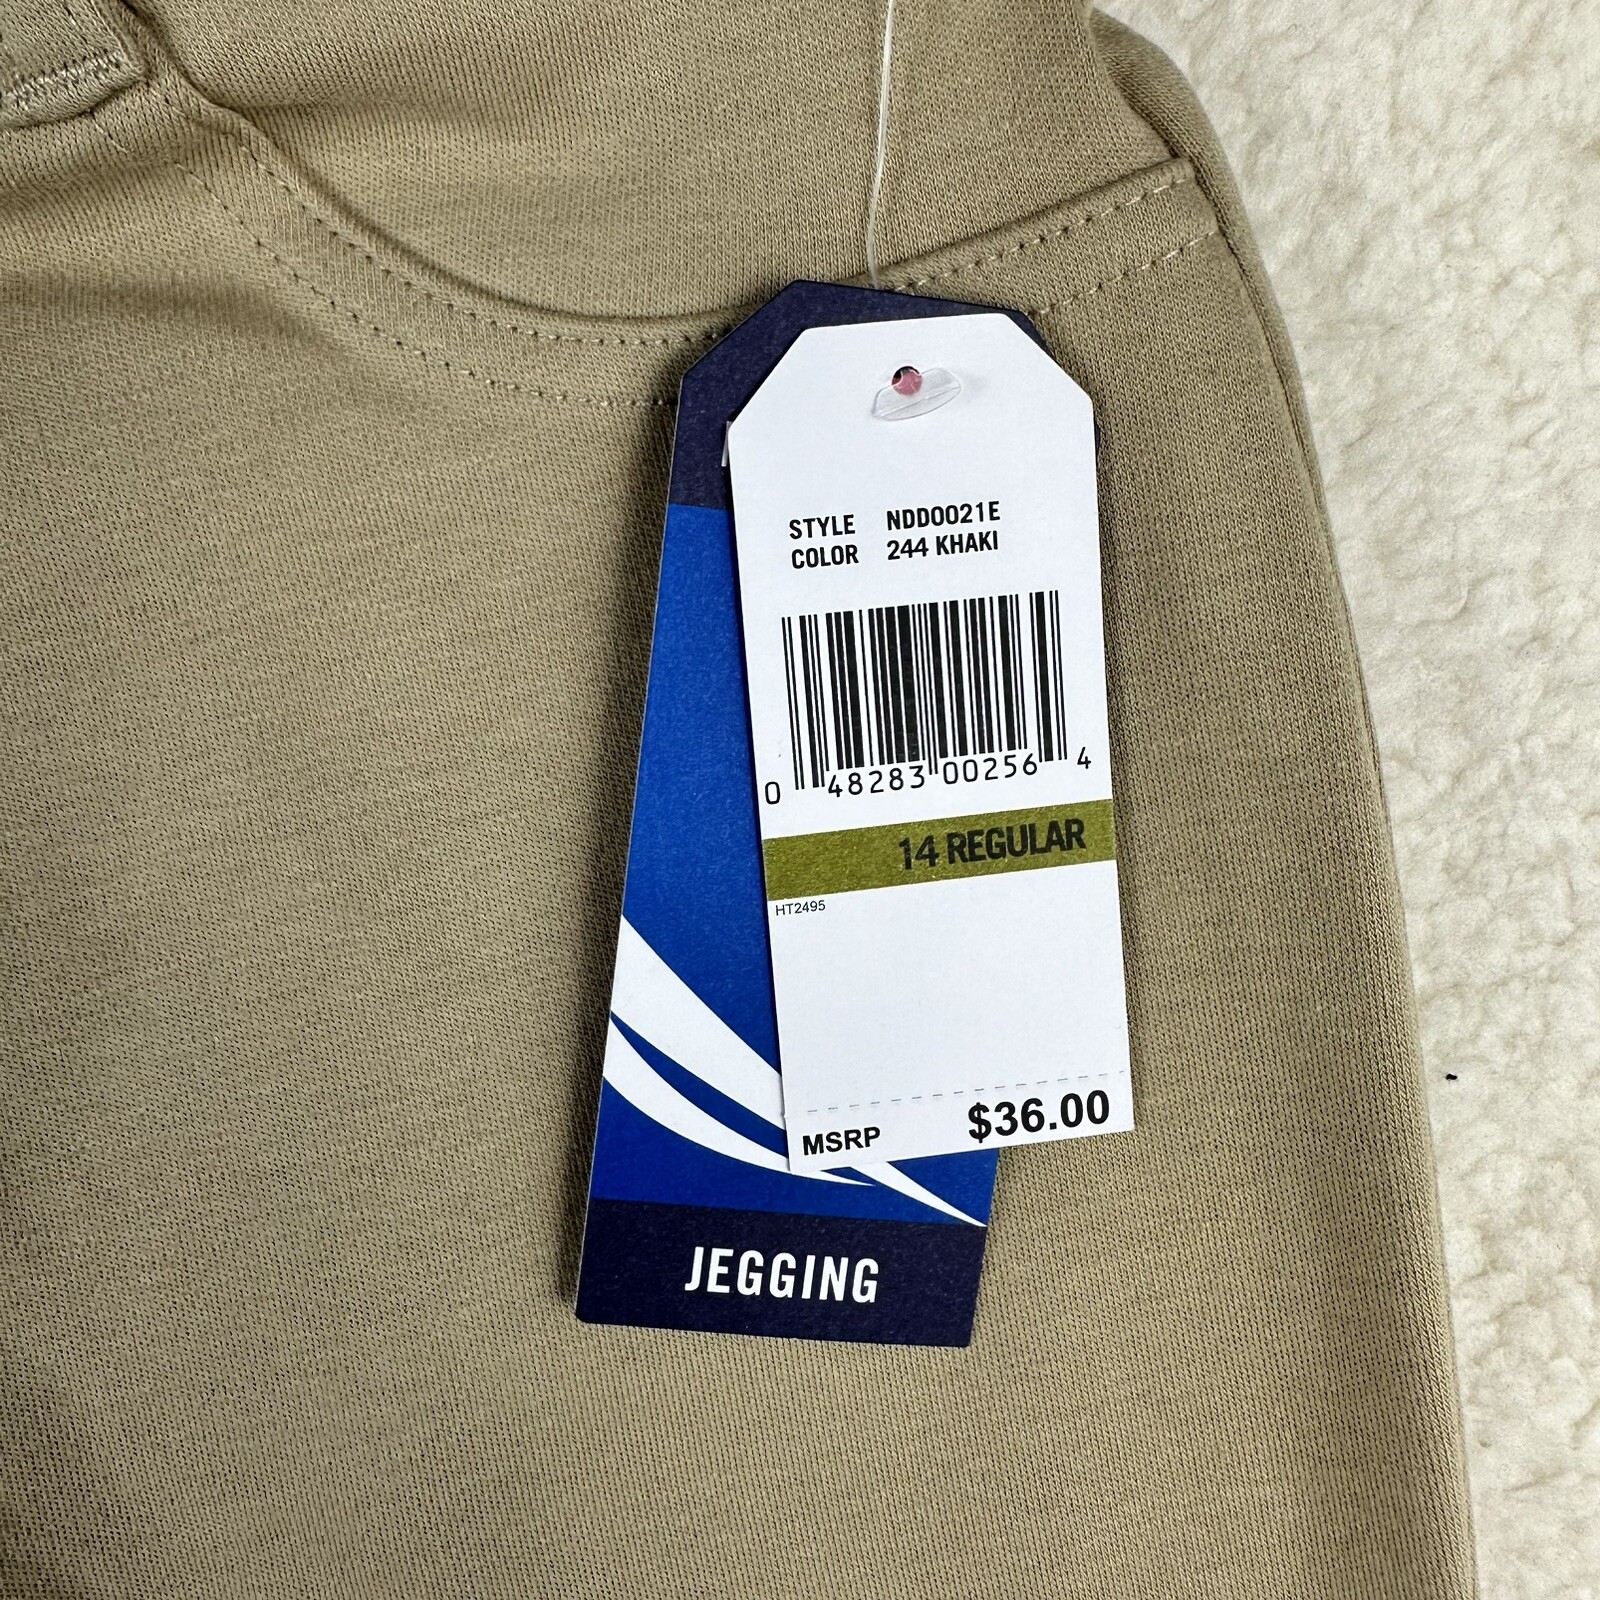 STYLE NDD0021E
COLOR 244 KHAKI
0 48283 00256 4
14 REGULAR
HT2495
MSRP $36.00
JEGGING